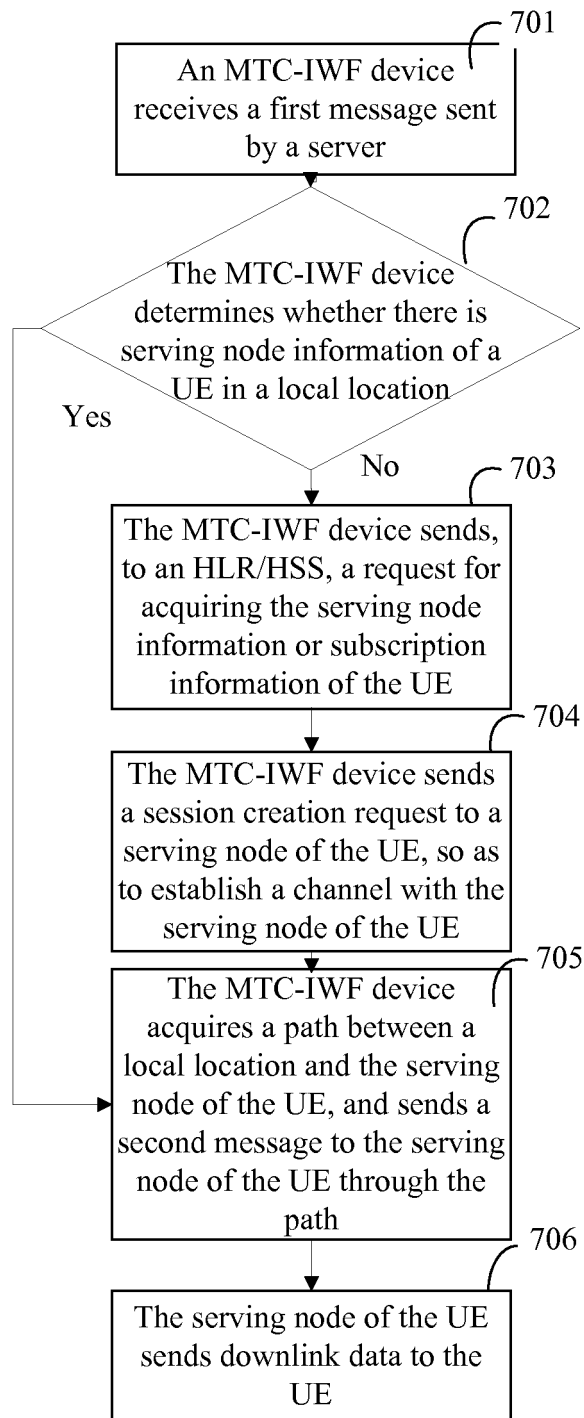 701
An MTC-IWF device
receives a first message sent
by a server
702
The MTC-IWF device
determines whether there is
serving node information of a
UE in a local location
Yes
No
703
The MTC-IWF device sends,
to an HLR/HSS, a request for
acquiring the serving node
information or subscription
information of the UE
704
The MTC-IWF device sends
a session creation request to a
serving node of the UE, so as
to establish a channel with the
serving node of the UE
705
The MTC-IWF device
acquires a path between a
local location and the serving
node of the UE, and sends a
second message to the serving
node of the UE through the
path
706
The serving node of the UE
sends downlink data to the
UE